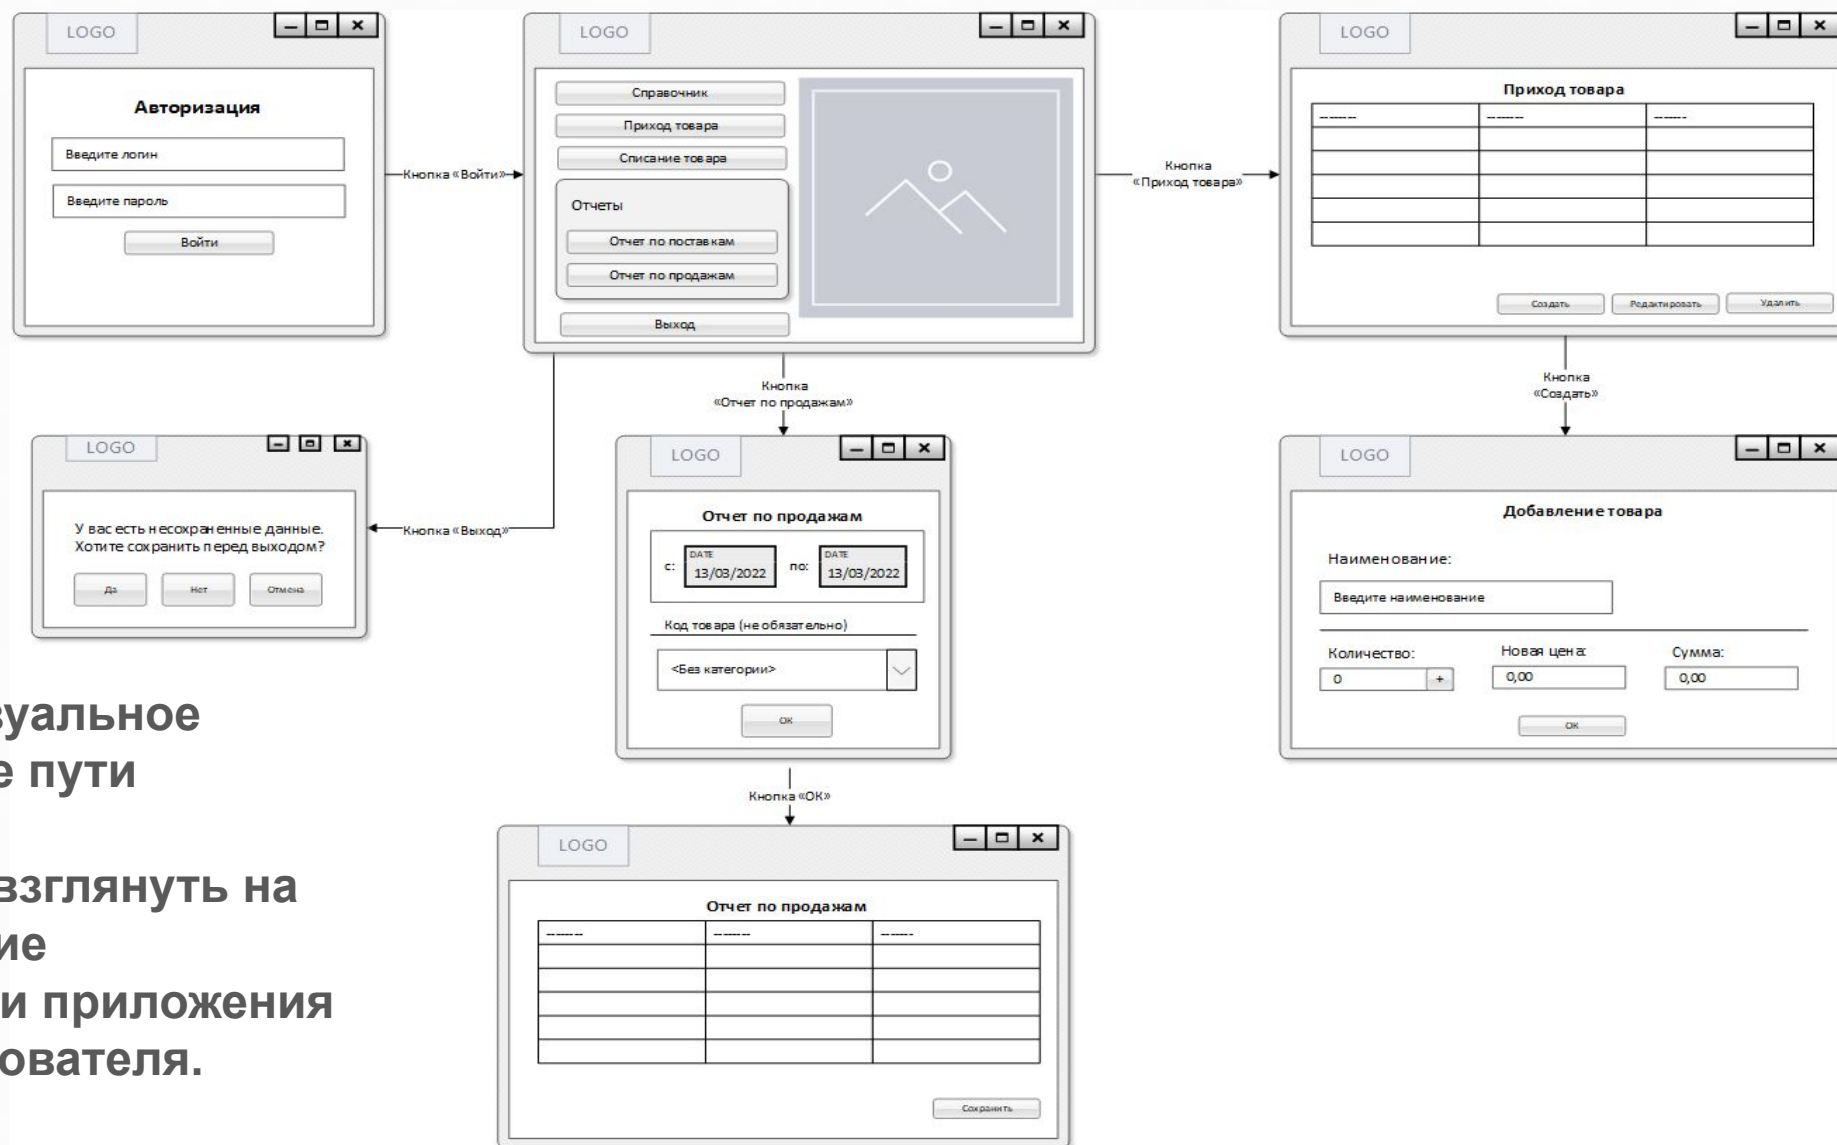 LOGO
Авторизация
Введите логин
Введите пароль
Войти
Кнопка «Войти»
LOGO
Справочник
Приход товара
Списание товара
Отчеты
Отчет по поставкам
Отчет по продажам
Выход
Кнопка
«Приход товара»
LOGO
Приход товара
-------- -------- -------
Создать Редактировать Удалить
Кнопка
«Отчет по продажам»
Кнопка
«Создать»
LOGO
У вас есть несохраненные данные.
Хотите сохранить перед выходом?
Да Нет Отмена
Кнопка «Выход»
LOGO
Отчет по продажам
с: DATE 13/03/2022 по: DATE 13/03/2022
Код товара (не обязательно)
<Без категории>
ОК
LOGO
Добавление товара
Наименование:
Введите наименование
Количество: Новая цена: Сумма:
0 + 0,00 0,00
ОК
Кнопка «ОК»
LOGO
Отчет по продажам
-------- -------- -------
Сохранить
зуальное
е пути
взглянуть на
ие
и приложения
ователя.